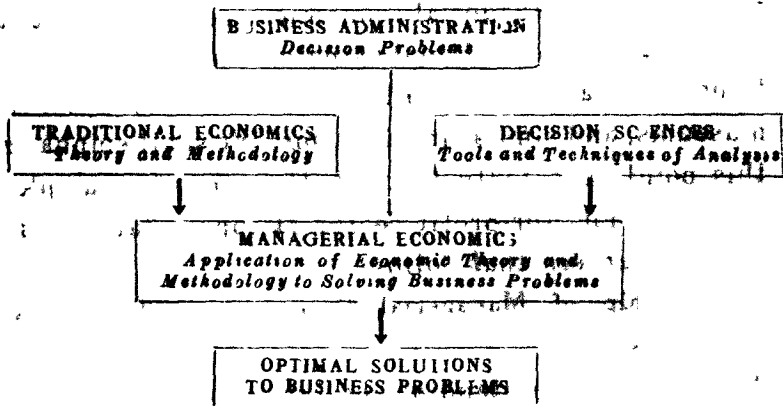 BUSINESS ADMINISTRATION
Decision Problems
TRADITIONAL ECONOMICS
Theory and Methodology
DECISION SCIENCES
Tools and Techniques of Analysis
MANAGERIAL ECONOMICS
Application of Economic Theory and
Methodology to Solving Business Problems
OPTIMAL SOLUTIONS
TO BUSINESS PROBLEMS